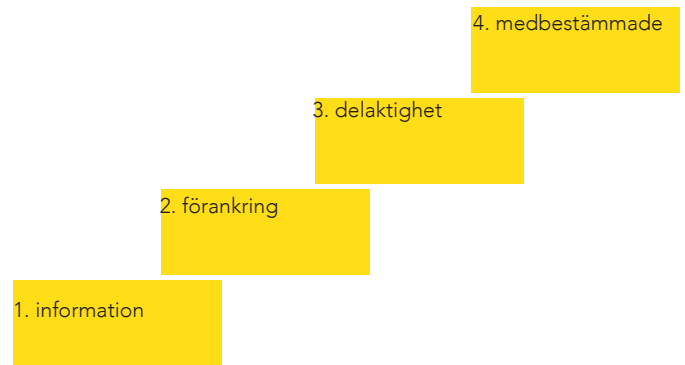 4. medbestämmade
3. delaktighet
2. förankring
1. information